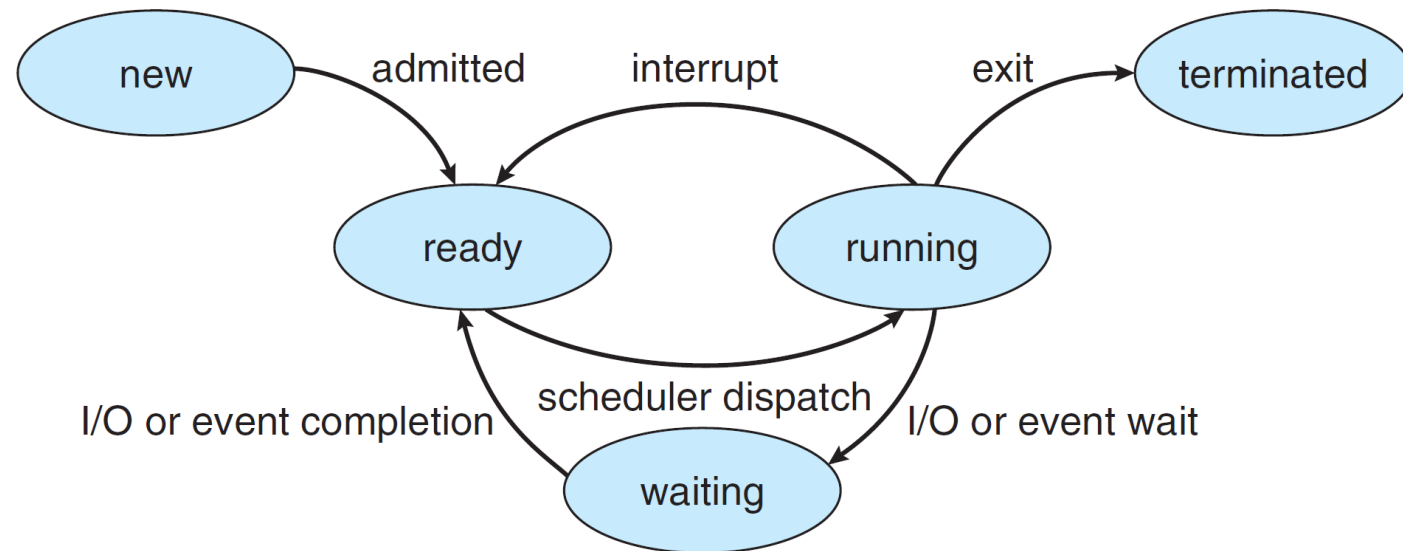 new
admitted
interrupt
exit
terminated
ready
running
scheduler dispatch
I/O or event completion
I/O or event wait
waiting